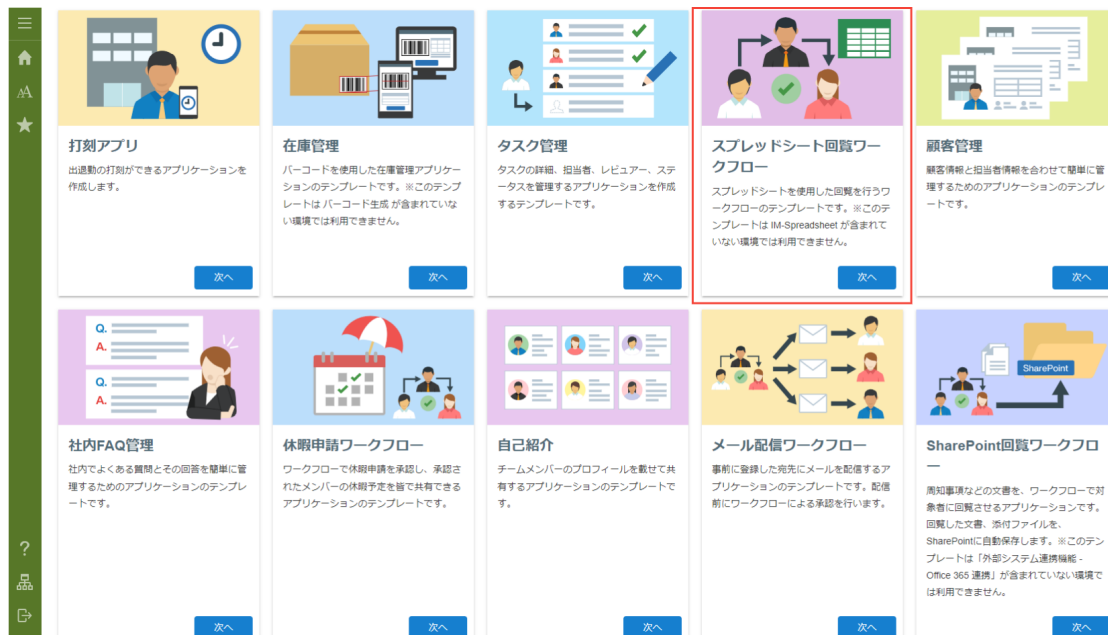 打刻アプリ
出退勤の打刻ができるアプリケーションを
作成します。
次へ
在庫管理
バーコードを使用した在庫管理アプリケー
ションのテンプレートです。※このテンプ
レートは バーコード生成 が含まれていな
い環境では利用できません。
次へ
タスク管理
タスクの詳細、担当者、レビュアー、ステ
ータスを管理するアプリケーションを作成
するテンプレートです。
次へ
スプレッドシート回覧ワー
クフロー
スプレッドシートを使用した回覧を行うワ
ークフローのテンプレートです。※このテ
ンプレートは IM-Spreadsheet が含まれて
いない環境では利用できません。
次へ
顧客管理
顧客情報と担当者情報を合わせて簡単に管
理するためのアプリケーションのテンプレ
ートです。
次へ
Q.
A.
Q.
A.
社内FAQ管理
社内でよくある質問とその回答を簡単に管
理するためのアプリケーションのテンプレ
ートです。
次へ
休暇申請ワークフロー
ワークフローで休暇申請を承認し、承認さ
れたメンバーの休暇予定を皆で共有できる
アプリケーションのテンプレートです。
次へ
自己紹介
チームメンバーのプロフィールを載せて共
有するアプリケーションのテンプレートで
す。
次へ
メール配信ワークフロー
事前に登録した宛先にメールを配信するア
プリケーションのテンプレートです。配信
前にワークフローによる承認を行います。
次へ
SharePoint
SharePoint回覧ワークフロ
ー
周知事項などの文書を、ワークフローで対
象者に回覧させるアプリケーションです。
回覧した文書、添付ファイルを、
SharePointに自動保存します。※このテン
プレートは「外部システム連携機能 -
Office 365 連携」が含まれていない環境で
は利用できません。
次へ
AA
?